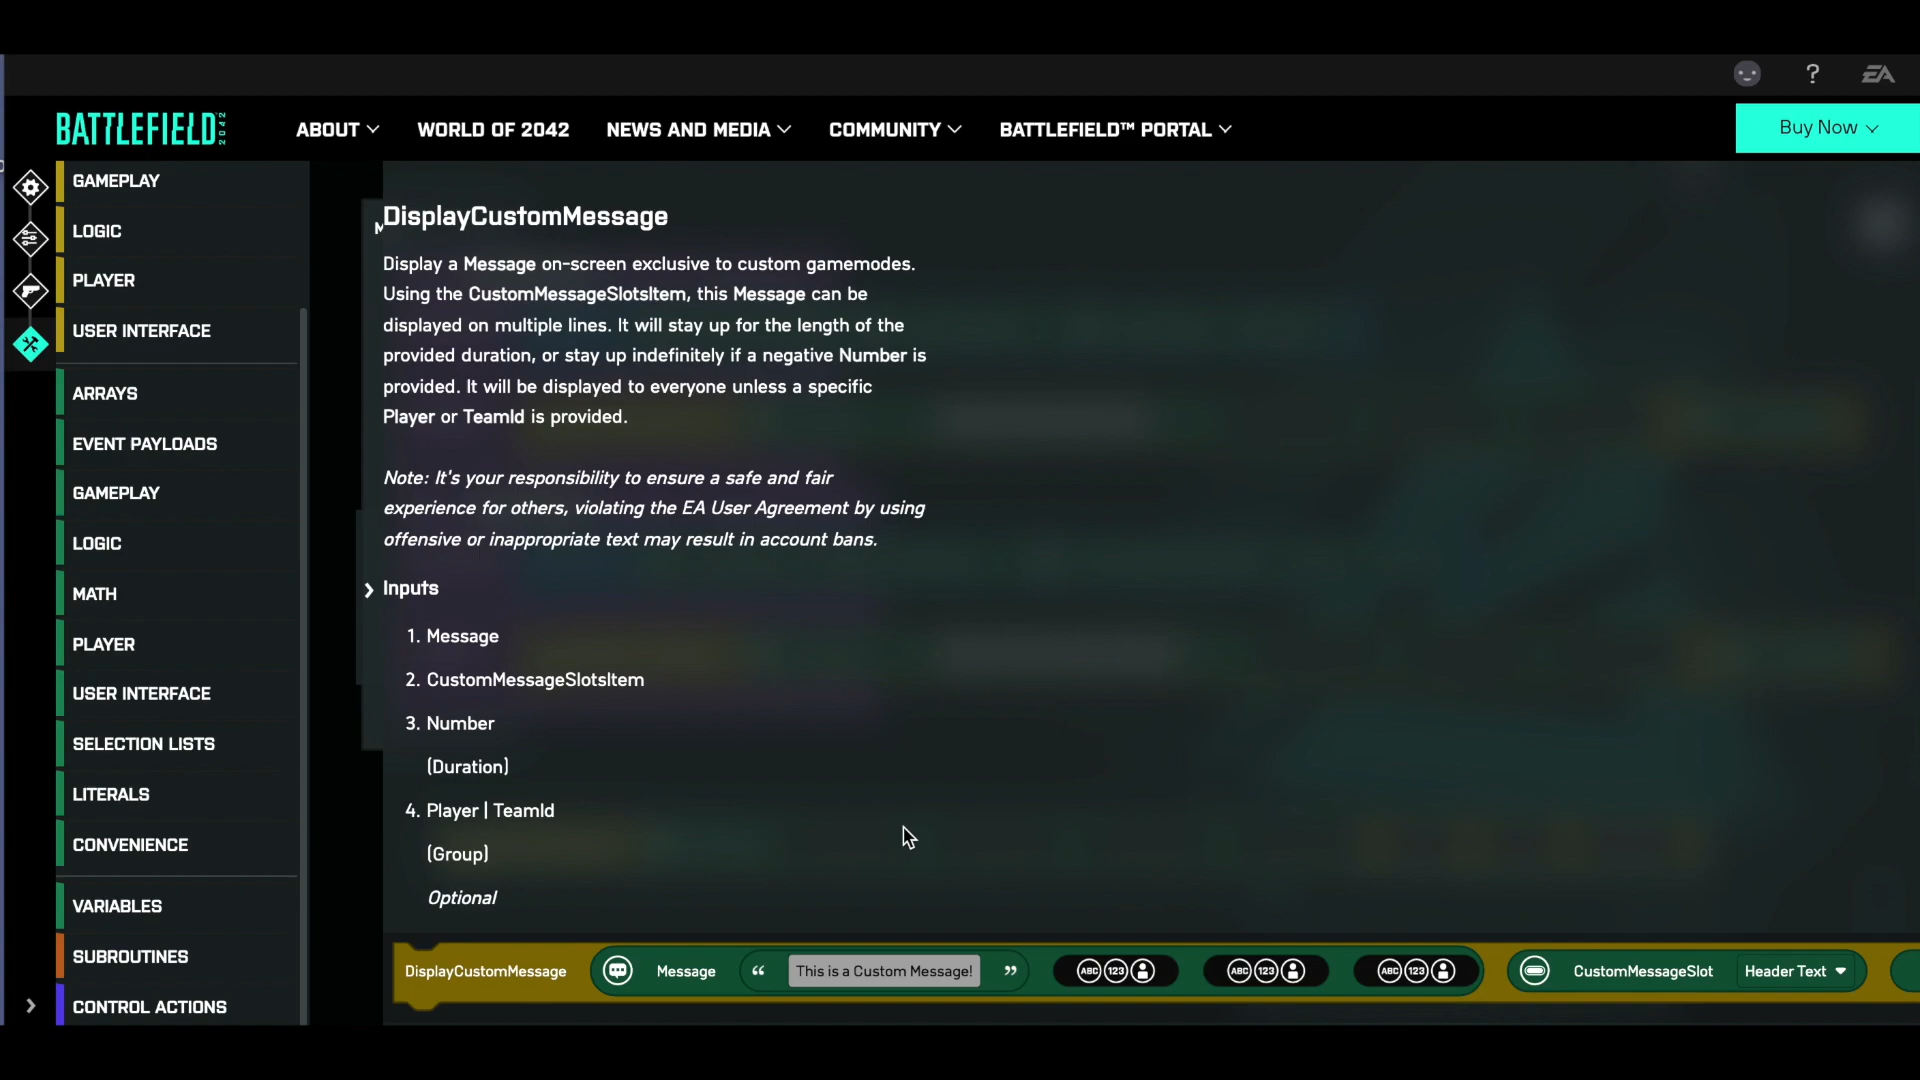 ?
EA
BATTLEFIELD 2042
ABOUT
WORLD OF 2042
NEWS AND MEDIA
COMMUNITY
BATTLEFIELD™ PORTAL
Buy Now
GAMEPLAY
LOGIC
PLAYER
USER INTERFACE
ARRAYS
EVENT PAYLOADS
GAMEPLAY
LOGIC
MATH
PLAYER
USER INTERFACE
SELECTION LISTS
LITERALS
CONVENIENCE
VARIABLES
SUBROUTINES
CONTROL ACTIONS
DisplayCustomMessage
Display a Message on-screen exclusive to custom gamemodes.
Using the CustomMessageSlotsItem, this Message can be
displayed on multiple lines. It will stay up for the length of the
provided duration, or stay up indefinitely if a negative Number is
provided. It will be displayed to everyone unless a specific
Player or TeamId is provided.
Note: It's your responsibility to ensure a safe and fair
experience for others, violating the EA User Agreement by using
offensive or inappropriate text may result in account bans.
Inputs
1. Message
2. CustomMessageSlotsItem
3. Number
(Duration)
4. Player | TeamId
(Group)
Optional
DisplayCustomMessage Message “ This is a Custom Message! ” ABC 123 ABC 123 ABC 123 CustomMessageSlot Header Text